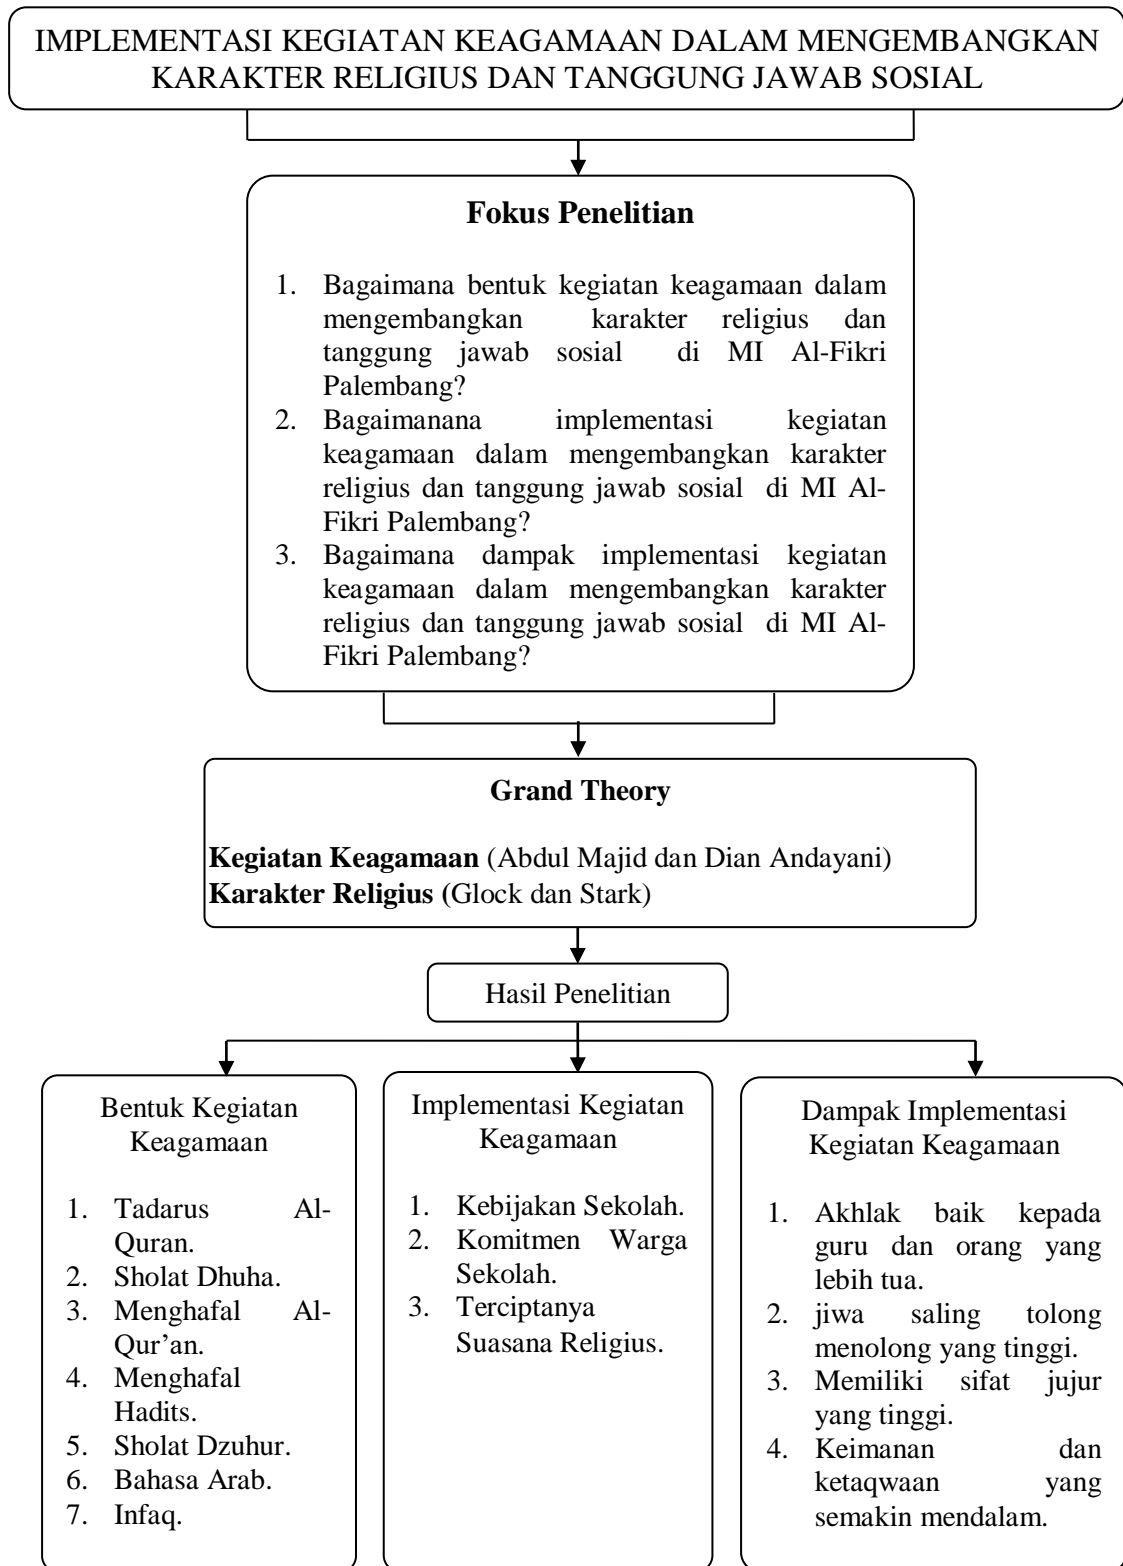 IMPLEMENTASI KEGIATAN KEAGAMAAN DALAM MENGEMBANGKAN
KARAKTER RELIGIUS DAN TANGGUNG JAWAB SOSIAL
Fokus Penelitian
1. Bagaimana bentuk kegiatan keagamaan dalam
mengembangkan karakter religius dan
tanggung jawab sosial di MI Al-Fikri
Palembang?
2. Bagaimanana implementasi kegiatan
keagamaan dalam mengembangkan karakter
religius dan tanggung jawab sosial di MI Al-
Fikri Palembang?
3. Bagaimana dampak implementasi kegiatan
keagamaan dalam mengembangkan karakter
religius dan tanggung jawab sosial di MI Al-
Fikri Palembang?
Grand Theory
Kegiatan Keagamaan (Abdul Majid dan Dian Andayani)
Karakter Religius (Glock dan Stark)
Hasil Penelitian
Bentuk Kegiatan
Keagamaan
1. Tadarus Al-
Quran.
2. Sholat Dhuha.
3. Menghafal Al-
Qur’an.
4. Menghafal
Hadits.
5. Sholat Dzuhur.
6. Bahasa Arab.
7. Infaq.
Implementasi Kegiatan
Keagamaan
1. Kebijakan Sekolah.
2. Komitmen Warga
Sekolah.
3. Terciptanya
Suasana Religius.
Dampak Implementasi
Kegiatan Keagamaan
1. Akhlak baik kepada
guru dan orang yang
lebih tua.
2. jiwa saling tolong
menolong yang tinggi.
3. Memiliki sifat jujur
yang tinggi.
4. Keimanan dan
ketaqwaan yang
semakin mendalam.